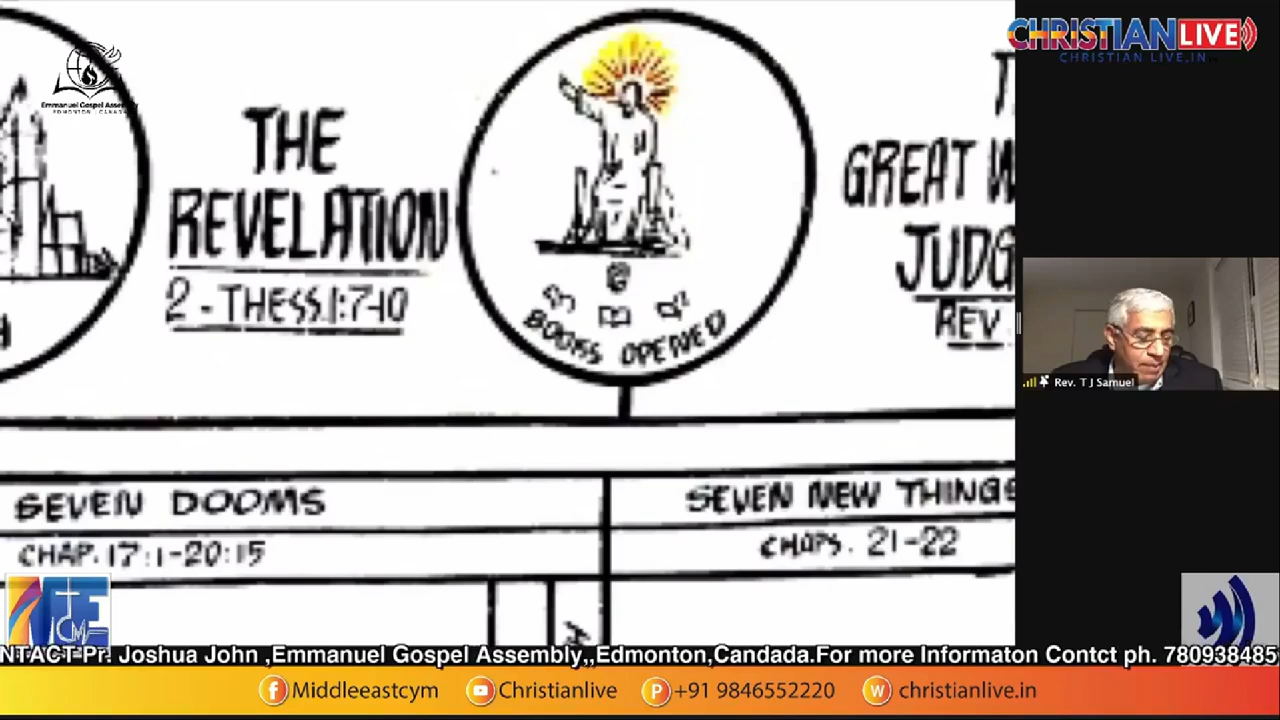 CHRISTIAN LIVE
CHRISTIAN LIVE.IN
Emmanuel Gospel Assembly
EDMONTON, CANADA
THE
REVELATION
2-THESS.1:7-10
BOOKS OPENED
GREAT W
JUDG
REV
SEVEN DOOMS
SEVEN NEW THINGS
CHAP. 17:1-20:15
CHAPS. 21-22
Rev. T J Samuel
NTACT Pr. Joshua John ,Emmanuel Gospel Assembly,,Edmonton,Candada.For more Informaton Contct ph. 780938485
Middleeastcym
Christianlive
+91 9846552220
christianlive.in